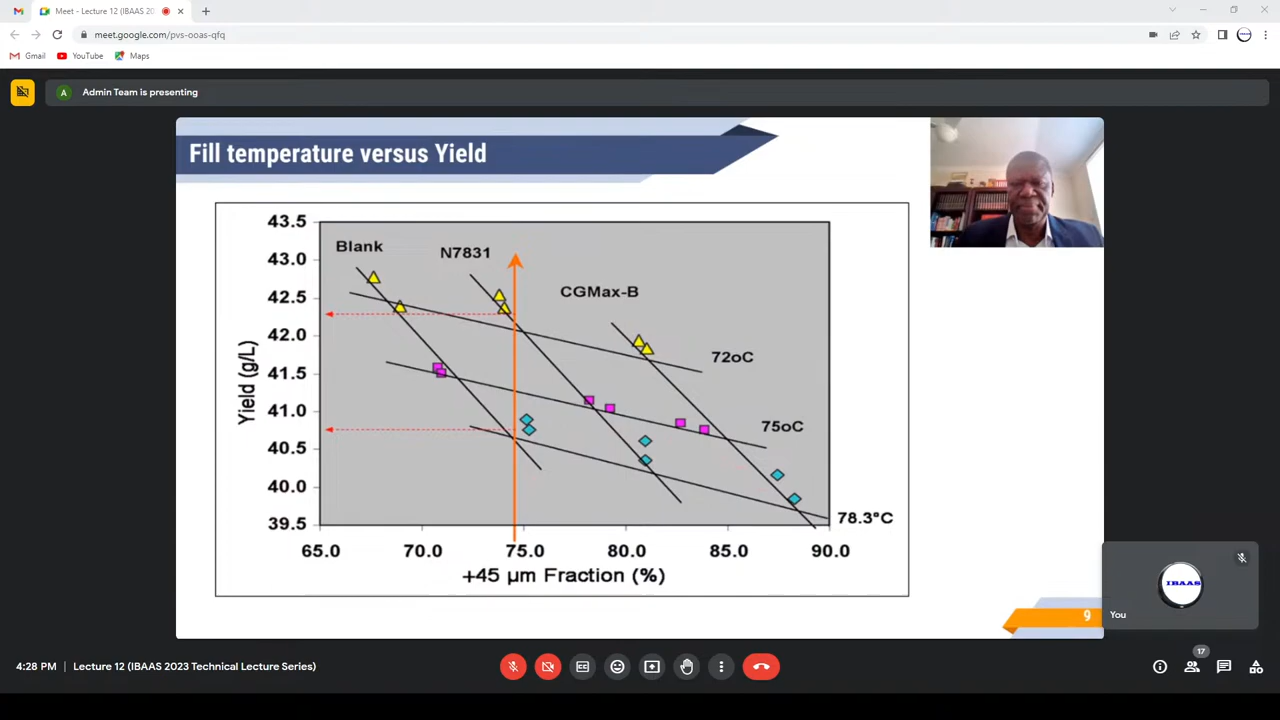 Meet - Lecture 12 (IBAAS 20
meet.google.com/pvs-ooas-qfq
Gmail
YouTube
Maps
A
Admin Team is presenting
Fill temperature versus Yield
43.5
43.0
42.5
42.0
41.5
41.0
40.5
40.0
39.5
Yield (g/L)
Blank
N7831
CGMax-B
72oC
75oC
78.3°C
65.0
70.0
75.0
80.0
85.0
90.0
+45 µm Fraction (%)
9
IBAAS
You
4:28 PM
Lecture 12 (IBAAS 2023 Technical Lecture Series)
17